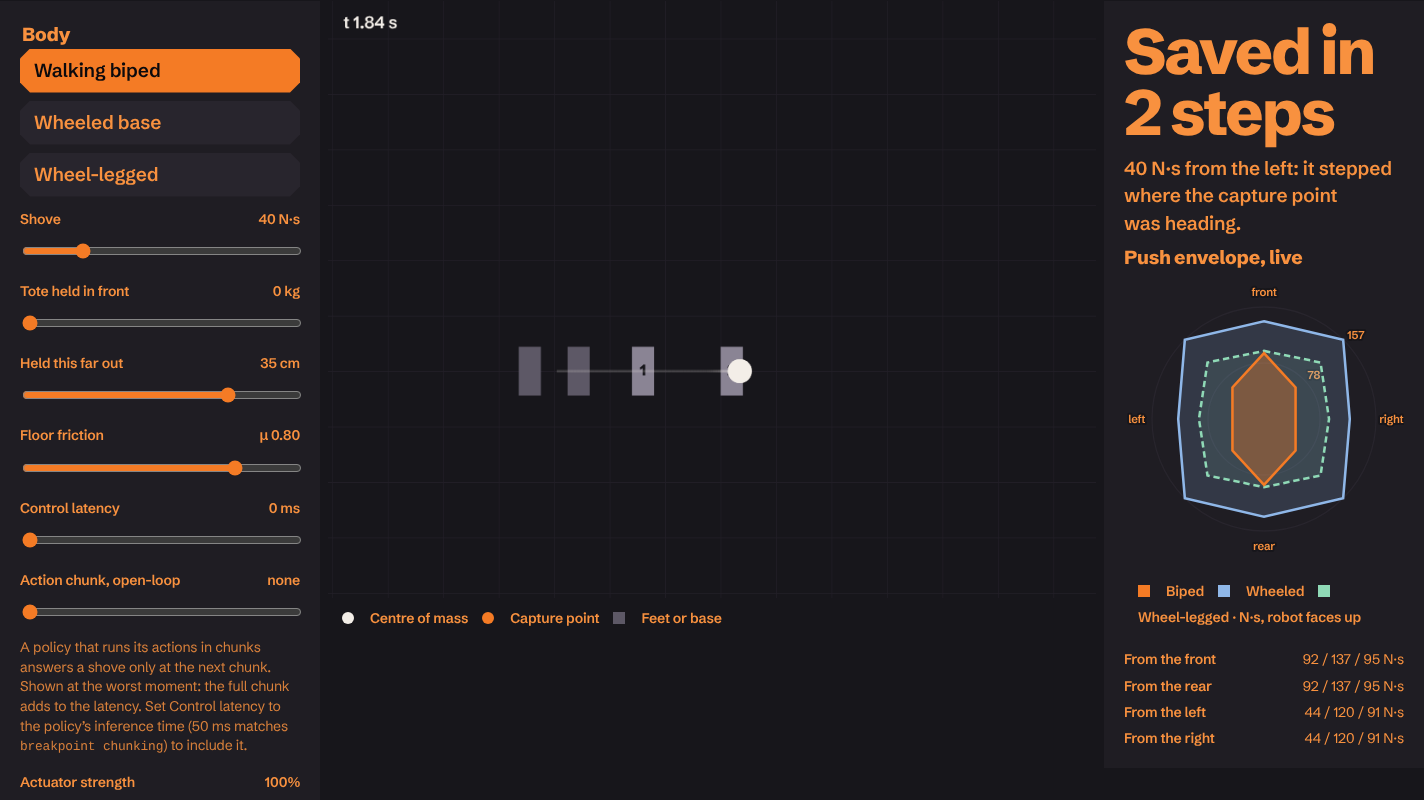 Body
Walking biped
Wheeled base
Wheel-legged
Shove 40 N·s
Tote held in front 0 kg
Held this far out 35 cm
Floor friction μ 0.80
Control latency 0 ms
Action chunk, open-loop none
A policy that runs its actions in chunks
answers a shove only at the next chunk.
Shown at the worst moment: the full chunk
adds to the latency. Set Control latency to
the policy’s inference time (50 ms matches
breakpoint chunking) to include it.
Actuator strength 100%
t 1.84 s
1
Centre of mass
Capture point
Feet or base
Saved in
2 steps
40 N·s from the left: it stepped
where the capture point
was heading.
Push envelope, live
front
157
78
left
right
rear
Biped
Wheeled
Wheel-legged · N·s, robot faces up
From the front 92 / 137 / 95 N·s
From the rear 92 / 137 / 95 N·s
From the left 44 / 120 / 91 N·s
From the right 44 / 120 / 91 N·s